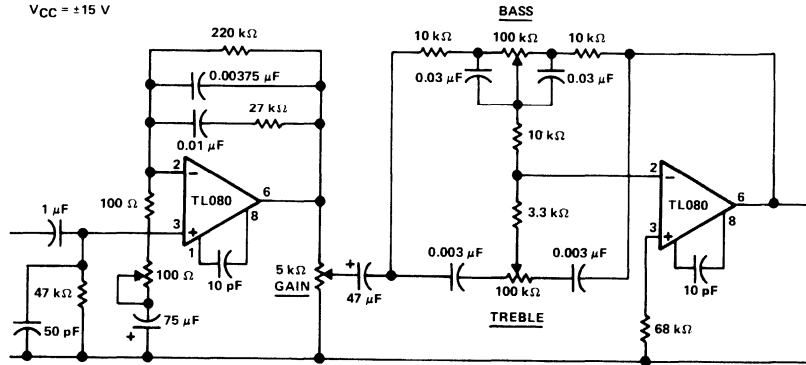 VCC = ±15 V
220 kΩ
0.00375 µF
27 kΩ
0.01 µF
100 Ω
2
TL080
6
8
3
1
1 µF
10 pF
100 Ω
47 kΩ
50 pF
75 µF
+
5 kΩ
GAIN
+
47 µF
BASS
10 kΩ
100 kΩ
10 kΩ
0.03 µF
0.03 µF
10 kΩ
3.3 kΩ
0.003 µF
0.003 µF
100 kΩ
TREBLE
2
TL080
6
8
3
1
10 pF
68 kΩ